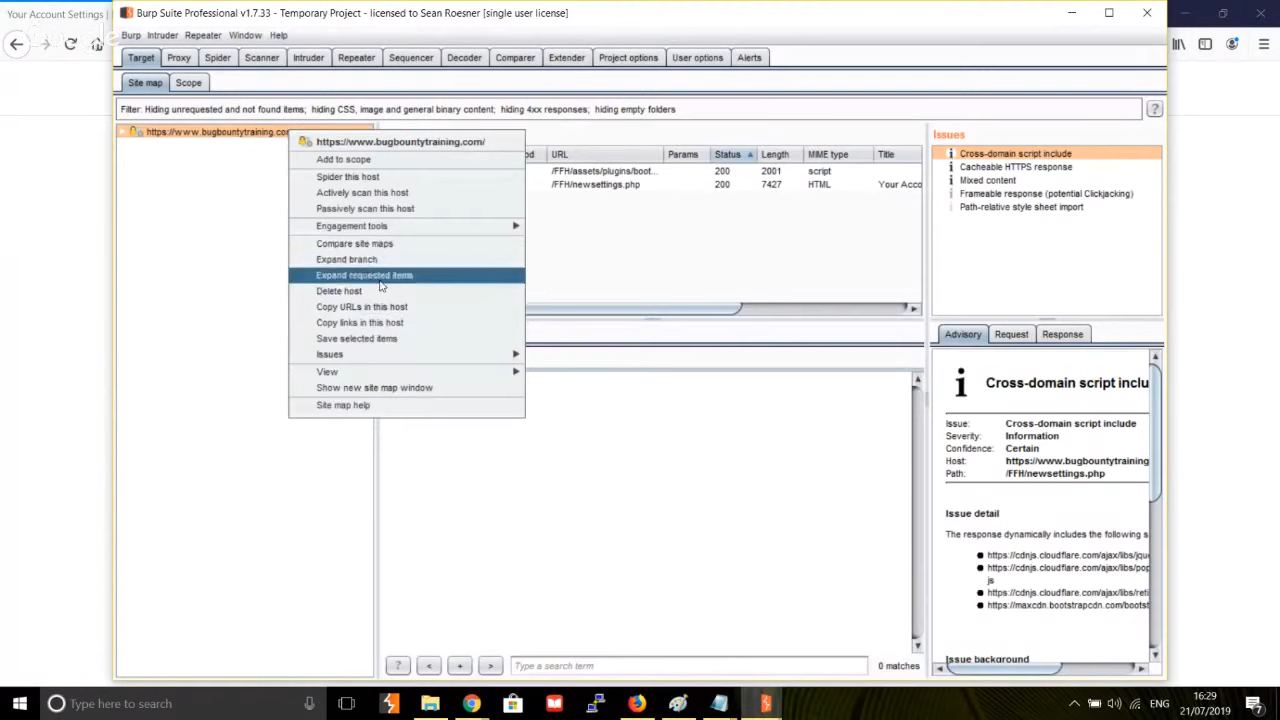 Your Account Settings
Burp Suite Professional v1.7.33 - Temporary Project - licensed to Sean Roesner [single user license]
Burp Intruder Repeater Window Help
Target Proxy Spider Scanner Intruder Repeater Sequencer Decoder Comparer Extender Project options User options Alerts
Site map Scope
Filter: Hiding unrequested and not found items; hiding CSS, image and general binary content; hiding 4xx responses; hiding empty folders ?
https://www.bugbountytraining.com
https://www.bugbountytraining.com/
Add to scope
Spider this host
Actively scan this host
Passively scan this host
Engagement tools
Compare site maps
Expand branch
Expand requested items
Delete host
Copy URLs in this host
Copy links in this host
Save selected items
Issues
View
Show new site map window
Site map help
URL Params Status Length MIME type Title
/FFH/assets/plugins/boot... 200 2001 script
/FFH/newsettings.php 200 7427 HTML Your Acco
? < + > Type a search term 0 matches
Issues
Cross-domain script include
Cacheable HTTPS response
Mixed content
Frameable response (potential Clickjacking)
Path-relative style sheet import
Advisory Request Response
i Cross-domain script inclu
Issue: Cross-domain script include
Severity: Information
Confidence: Certain
Host: https://www.bugbountytraining
Path: /FFH/newsettings.php
Issue detail
The response dynamically includes the following s
https://cdnjs.cloudflare.com/ajax/libs/jqu
https://cdnjs.cloudflare.com/ajax/libs/pop
js
https://cdnjs.cloudflare.com/ajax/libs/reti
https://maxcdn.bootstrapcdn.com/bootst
Issue background
Type here to search
ENG
16:29
21/07/2019
7